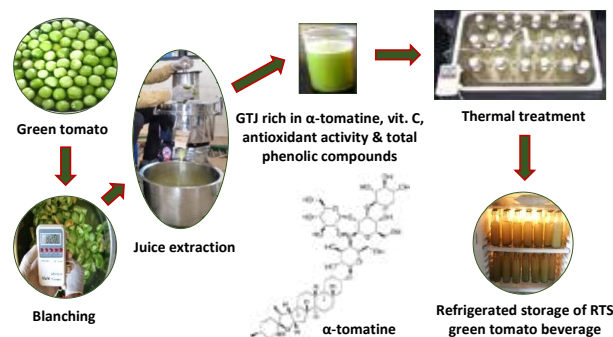 Green tomato
Blanching
Juice extraction
GTJ rich in α-tomatine, vit. C,
antioxidant activity & total
phenolic compounds
α-tomatine
Thermal treatment
Refrigerated storage of RTS
green tomato beverage